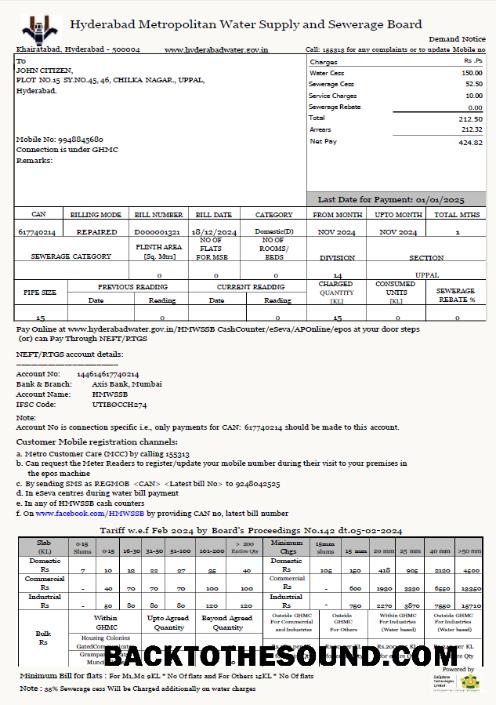 Hyderabad Metropolitan Water Supply and Sewerage Board
Demand Notice
Khairatabad, Hyderabad - 500004 www.hyderabadwater.gov.in Call: 155313 for any complaints or to update Mobile no
To
JOHN CITIZEN,
PLOT NO.15 SY.NO.45, 46, CHILKA NAGAR., UPPAL,
Hyderabad.
Mobile No: 9948845680
Connection is under GHMC
Remarks:
Charges Rs .Ps
Water Cess 150.00
Sewerage Cess 52.50
Service Charges 10.00
Sewerage Rebate 0.00
Total 212.50
Arrears 212.32
Net Pay 424.82
Last Date for Payment: 01/01/2025
CAN BILLING MODE BILL NUMBER BILL DATE CATEGORY FROM MONTH UPTO MONTH TOTAL MTHS
617740214 REPAIRED D000001321 18/12/2024 Domestic(D) NOV 2024 NOV 2024 1
SEWERAGE CATEGORY PLINTH AREA [Sq. Mtrs] NO OF FLATS FOR MSB NO OF ROOMS/ BEDS DIVISION SECTION
0 0 0 14 UPPAL
PIPE SIZE PREVIOUS READING CURRENT READING CHARGED QUANTITY [KL] CONSUMED UNITS [KL] SEWERAGE REBATE %
Date Reading Date Reading
15 0 0 15 0 0
Pay Online at www.hyderabadwater.gov.in/HMWSSB CashCounter/eSeva/APOnline/epos at your door steps
(or) can Pay Through NEFT/RTGS
NEFT/RTGS account details:
Account No: 144614617740214
Bank & Branch: Axis Bank, Mumbai
Account Name: HMWSSB
IFSC Code: UTIBOCCH274
Note:
Account No is connection specific i.e., only payments for CAN: 617740214 should be made to this account.
Customer Mobile registration channels:
a. Metro Customer Care (MCC) by calling 155313
b. Can request the Meter Readers to register/update your mobile number during their visit to your premises in
the epos machine
c. By sending SMS as REGMOB <CAN> <Latest bill No> to 9248042525
d. In eseva centres during water bill payment
e. In any of HMWSSB cash counters
f. On www.facebook.com/HMWSSB by providing CAN no, latest bill number
Tariff w.e.f Feb 2024 by Board's Proceedings No.142 dt.05-02-2024
Slab (KL) 0-15 Slums 0-15 16-30 31-50 51-100 101-200 > 200 Entire Qty Minimum Chgs 15mm slums 15 mm 20 mm 25 mm 40 mm >50 mm
Domestic Rs 7 10 12 22 27 35 40 Domestic Rs 105 150 418 905 2120 4500
Commercial Rs - 40 70 70 70 100 100 Commercial Rs - 600 1920 3220 6550 13350
Industrial Rs - 50 80 80 80 120 120 Industrial Rs - 750 2270 3870 7550 15710
Bulk Rs Within GHMC Upto Agreed Quantity Beyond Agreed Quantity Outside GHMC For Commercial and Industries Outside GHMC For Others Within GHMC For Industries (Water based) Outside GHMC For Industries (Water based)
Housing Colonies
BACKTOTHESOUND.COM
Powered by
Minimum Bill for flats : For M1.M2 9KL * No Of flats and For Others 15KL * No Of flats
Note : 35% Sewerage cess Will be Charged additionally on water charges